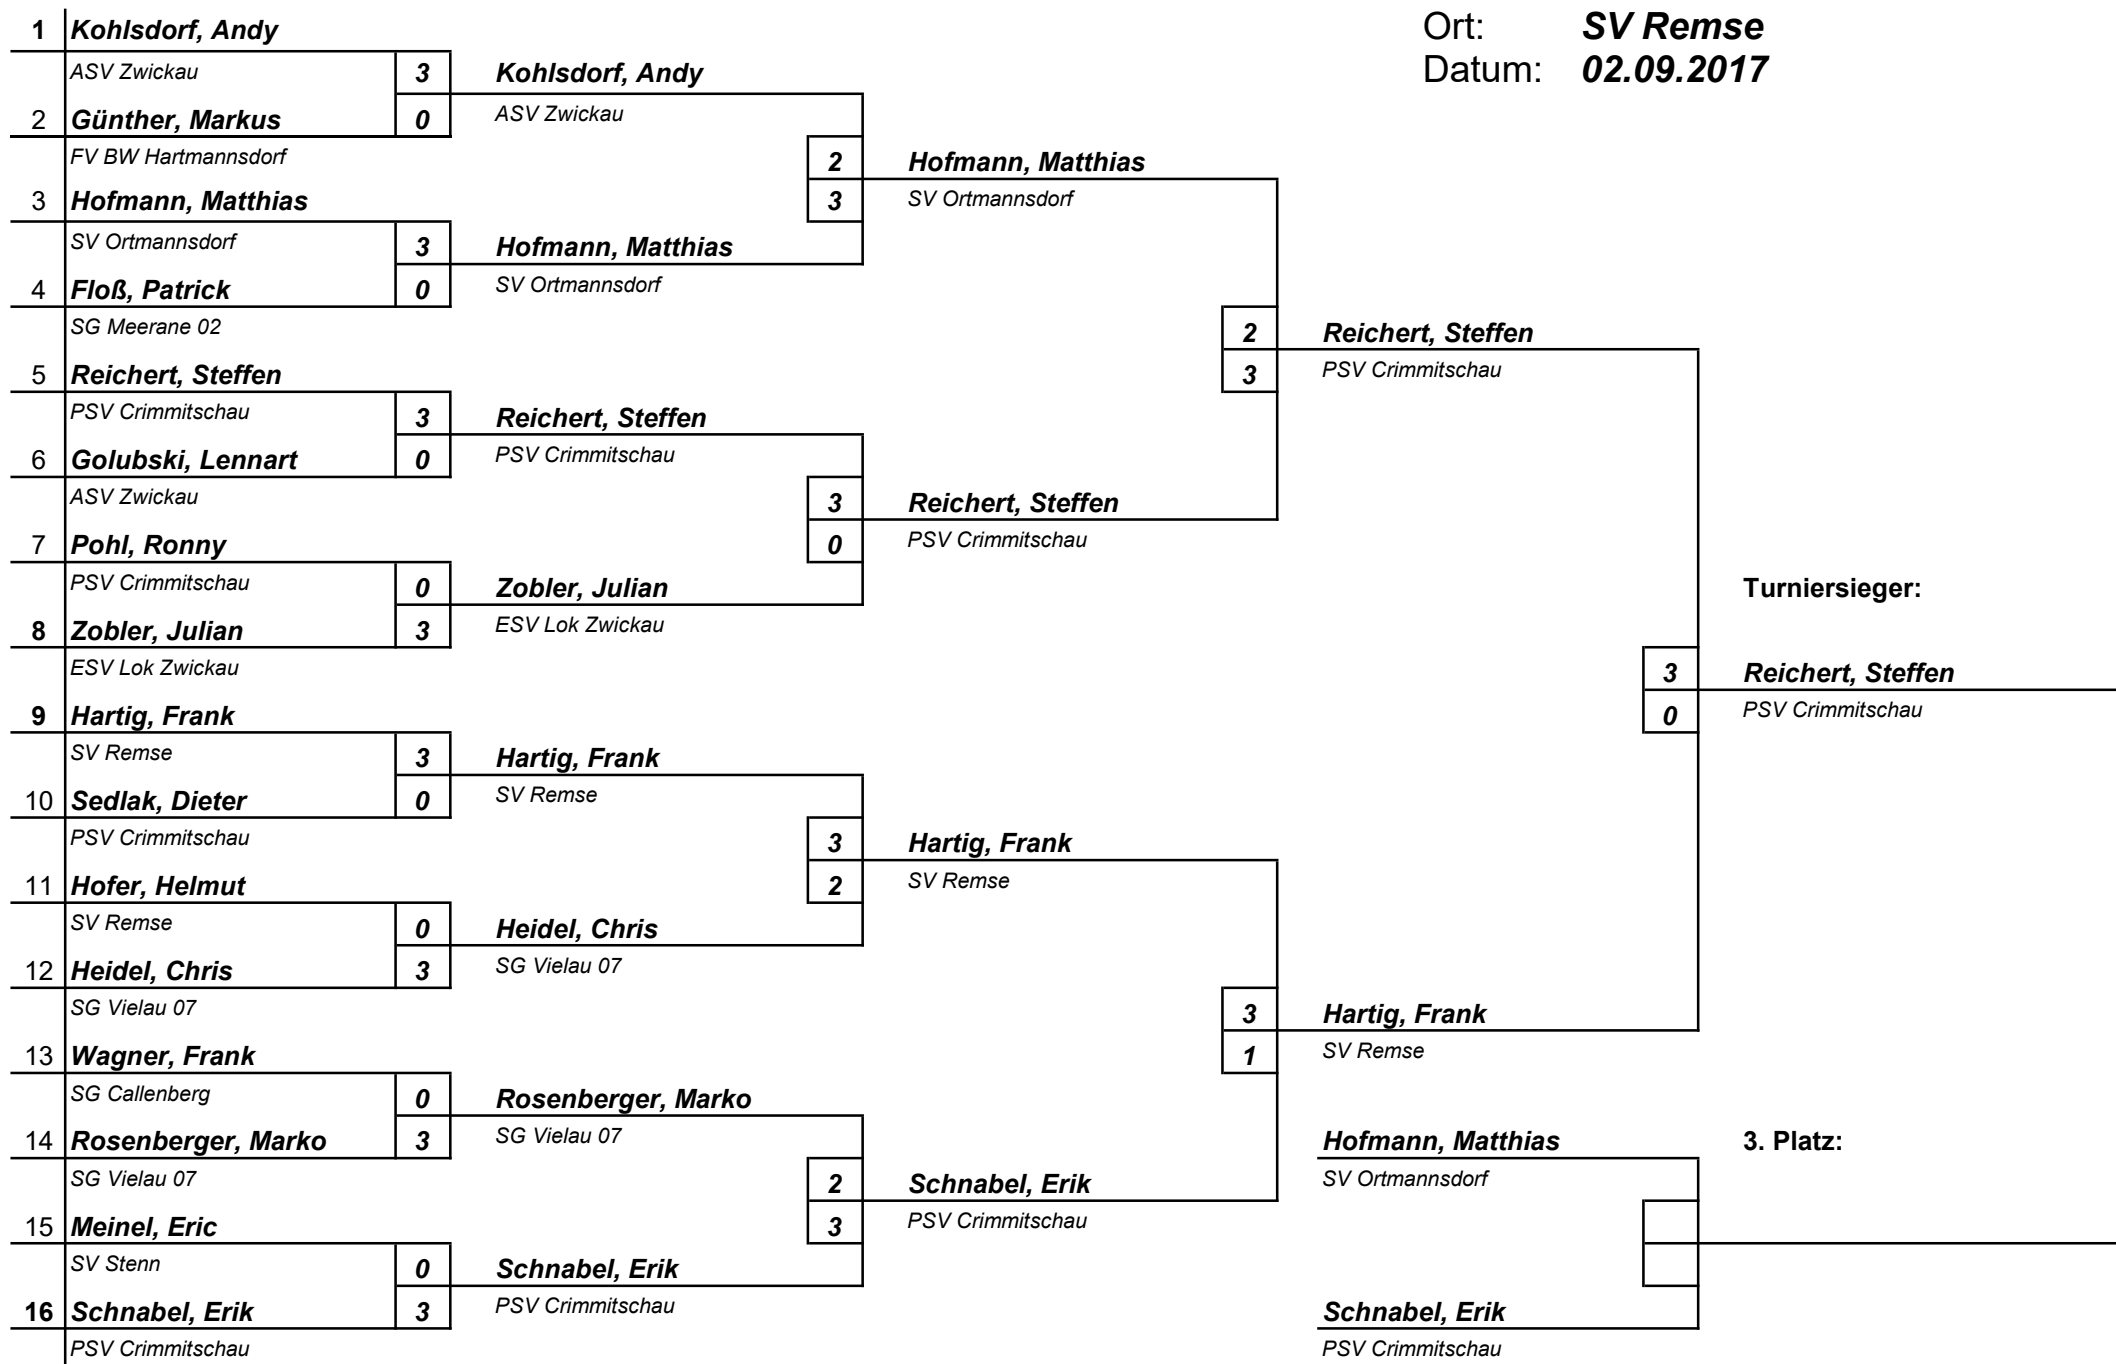 Ort: SV Remse
Datum: 02.09.2017
1 Kohlsdorf, Andy
ASV Zwickau 3
2 Günther, Markus 0
FV BW Hartmannsdorf
3 Hofmann, Matthias
SV Ortmannsdorf 3
4 Floß, Patrick 0
SG Meerane 02
5 Reichert, Steffen
PSV Crimmitschau 3
6 Golubski, Lennart 0
ASV Zwickau
7 Pohl, Ronny
PSV Crimmitschau 0
8 Zobler, Julian 3
ESV Lok Zwickau
9 Hartig, Frank
SV Remse 3
10 Sedlak, Dieter 0
PSV Crimmitschau
11 Hofer, Helmut
SV Remse 0
12 Heidel, Chris 3
SG Vielau 07
13 Wagner, Frank
SG Callenberg 0
14 Rosenberger, Marko 3
SG Vielau 07
15 Meinel, Eric
SV Stenn 0
16 Schnabel, Erik 3
PSV Crimmitschau
Kohlsdorf, Andy
ASV Zwickau
2
3
Hofmann, Matthias
SV Ortmannsdorf
Reichert, Steffen
PSV Crimmitschau
3
0
Zobler, Julian
ESV Lok Zwickau
Hartig, Frank
SV Remse
3
2
Heidel, Chris
SG Vielau 07
Rosenberger, Marko
SG Vielau 07
2
3
Schnabel, Erik
PSV Crimmitschau
Hofmann, Matthias
SV Ortmannsdorf
2
3
Reichert, Steffen
PSV Crimmitschau
Hartig, Frank
SV Remse
3
1
Schnabel, Erik
PSV Crimmitschau
Reichert, Steffen
PSV Crimmitschau
3
0
Hartig, Frank
SV Remse
Turniersieger:
Reichert, Steffen
PSV Crimmitschau
Hofmann, Matthias
SV Ortmannsdorf
3. Platz:
Schnabel, Erik
PSV Crimmitschau